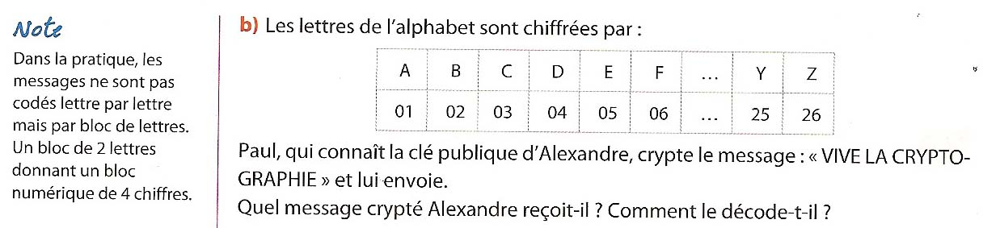 Note
Dans la pratique, les
messages ne sont pas
codés lettre par lettre
mais par bloc de lettres.
Un bloc de 2 lettres
donnant un bloc
numérique de 4 chiffres.
b) Les lettres de l'alphabet sont chiffrées par :
A B C D E F ... Y Z
01 02 03 04 05 06 ... 25 26
Paul, qui connaît la clé publique d'Alexandre, crypte le message : « VIVE LA CRYPTO-
GRAPHIE » et lui envoie.
Quel message crypté Alexandre reçoit-il ? Comment le décode-t-il ?